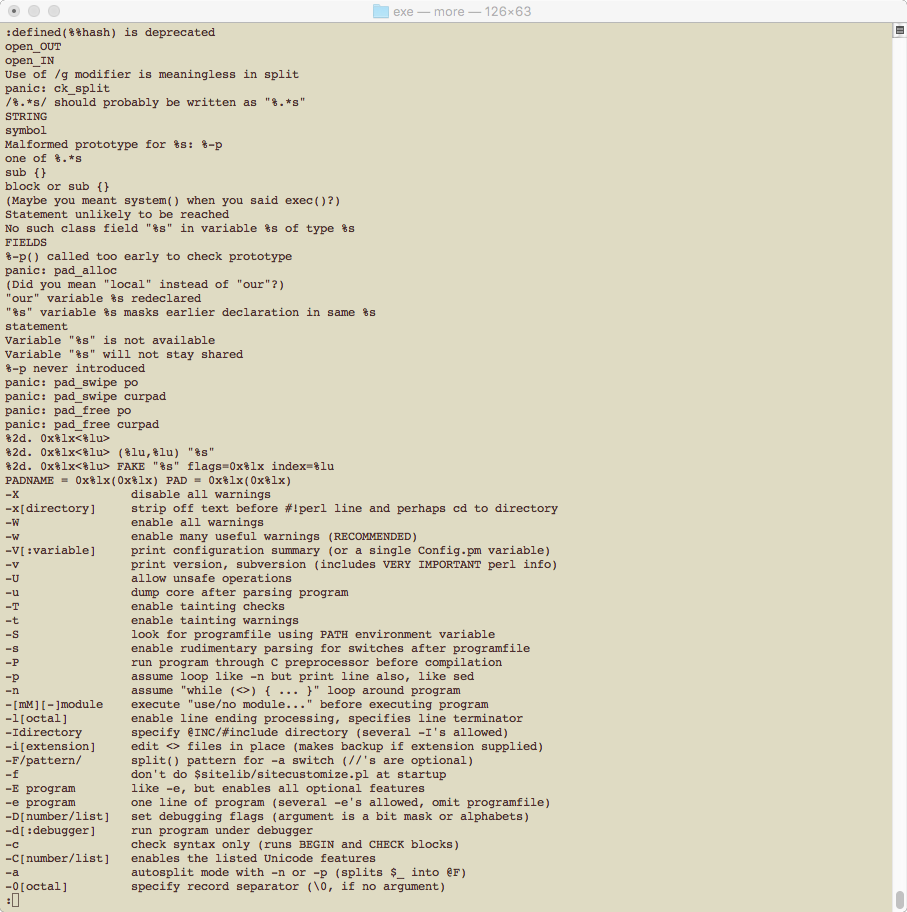 exe — more — 126×63
:defined(%%hash) is deprecated
open_OUT
open_IN
Use of /g modifier is meaningless in split
panic: ck_split
/%.*s/ should probably be written as "%.*s"
STRING
symbol
Malformed prototype for %s: %-p
one of %.*s
sub {}
block or sub {}
(Maybe you meant system() when you said exec()?)
Statement unlikely to be reached
No such class field "%s" in variable %s of type %s
FIELDS
%-p() called too early to check prototype
panic: pad_alloc
(Did you mean "local" instead of "our"?)
"our" variable %s redeclared
"%s" variable %s masks earlier declaration in same %s
statement
Variable "%s" is not available
Variable "%s" will not stay shared
%-p never introduced
panic: pad_swipe po
panic: pad_swipe curpad
panic: pad_free po
panic: pad_free curpad
%2d. 0x%lx<%lu>
%2d. 0x%lx<%lu> (%lu,%lu) "%s"
%2d. 0x%lx<%lu> FAKE "%s" flags=0x%lx index=%lu
PADNAME = 0x%lx(0x%lx) PAD = 0x%lx(0x%lx)
-X disable all warnings
-x[directory] strip off text before #!perl line and perhaps cd to directory
-W enable all warnings
-w enable many useful warnings (RECOMMENDED)
-V[:variable] print configuration summary (or a single Config.pm variable)
-v print version, subversion (includes VERY IMPORTANT perl info)
-U allow unsafe operations
-u dump core after parsing program
-T enable tainting checks
-t enable tainting warnings
-S look for programfile using PATH environment variable
-s enable rudimentary parsing for switches after programfile
-P run program through C preprocessor before compilation
-p assume loop like -n but print line also, like sed
-n assume "while (<>) { ... }" loop around program
-[mM][-]module execute "use/no module..." before executing program
-l[octal] enable line ending processing, specifies line terminator
-Idirectory specify @INC/#include directory (several -I's allowed)
-i[extension] edit <> files in place (makes backup if extension supplied)
-F/pattern/ split() pattern for -a switch (//'s are optional)
-f don't do $sitelib/sitecustomize.pl at startup
-E program like -e, but enables all optional features
-e program one line of program (several -e's allowed, omit programfile)
-D[number/list] set debugging flags (argument is a bit mask or alphabets)
-d[:debugger] run program under debugger
-c check syntax only (runs BEGIN and CHECK blocks)
-C[number/list] enables the listed Unicode features
-a autosplit mode with -n or -p (splits $_ into @F)
-0[octal] specify record separator (\0, if no argument)
: